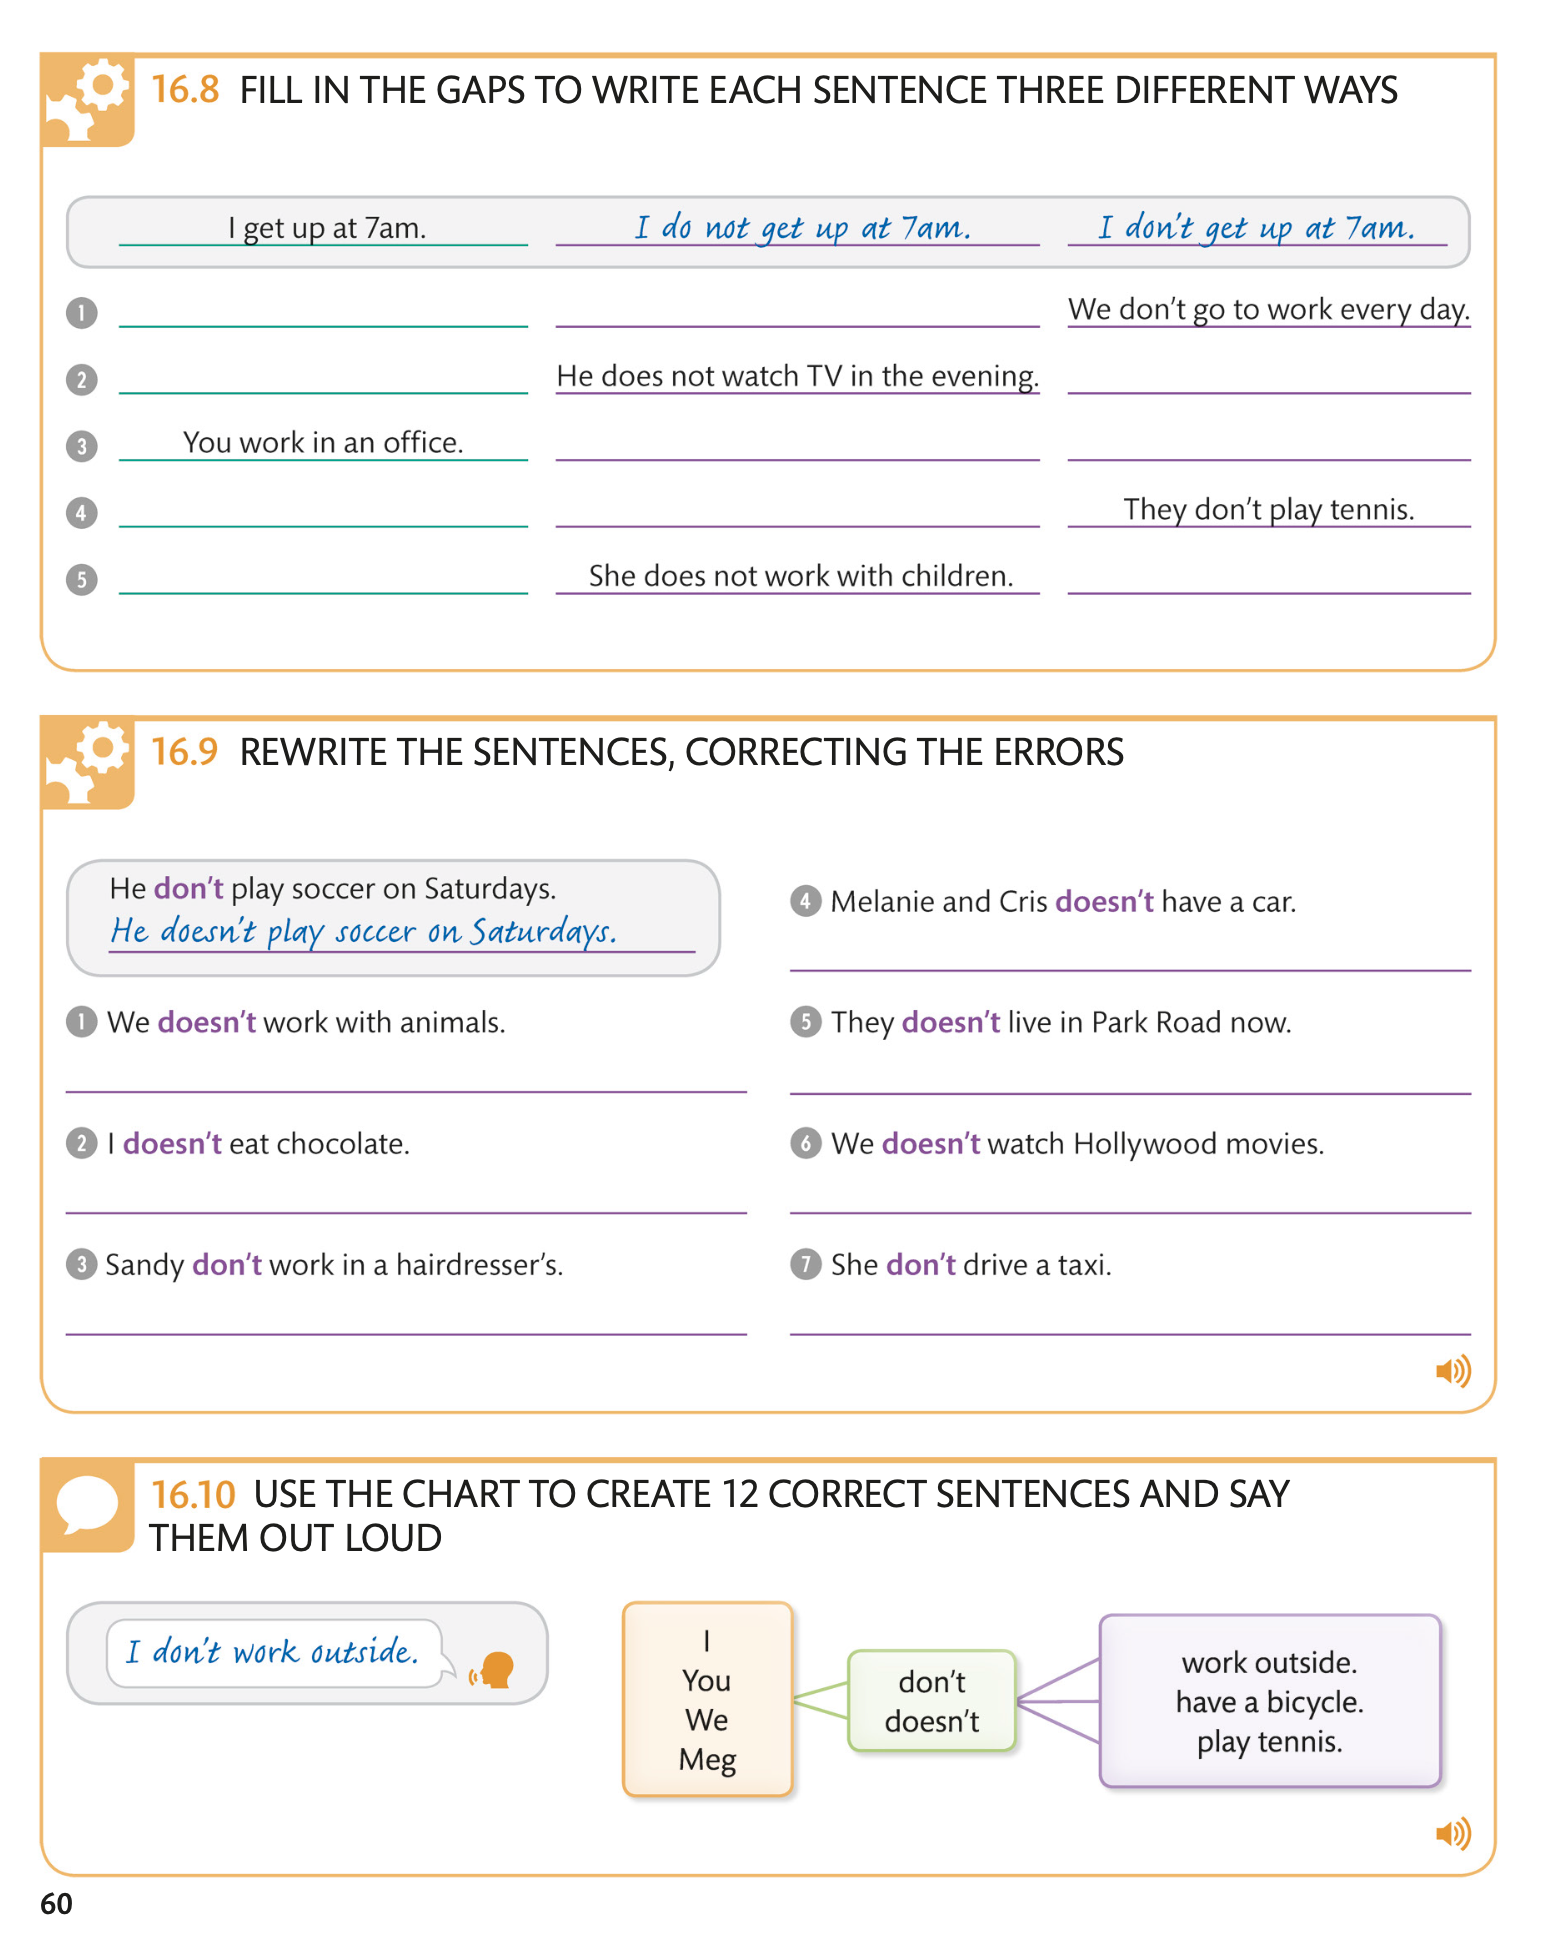 16.8 FILL IN THE GAPS TO WRITE EACH SENTENCE THREE DIFFERENT WAYS
I get up at 7am. I do not get up at 7am. I don't get up at 7am.
1 We don't go to work every day.
2 He does not watch TV in the evening.
3 You work in an office.
4 They don't play tennis.
5 She does not work with children.
16.9 REWRITE THE SENTENCES, CORRECTING THE ERRORS
He don't play soccer on Saturdays.
He doesn't play soccer on Saturdays.
1 We doesn't work with animals.
2 I doesn't eat chocolate.
3 Sandy don't work in a hairdresser's.
4 Melanie and Cris doesn't have a car.
5 They doesn't live in Park Road now.
6 We doesn't watch Hollywood movies.
7 She don't drive a taxi.
16.10 USE THE CHART TO CREATE 12 CORRECT SENTENCES AND SAY
THEM OUT LOUD
I don't work outside.
I
You
We
Meg
don't
doesn't
work outside.
have a bicycle.
play tennis.
60